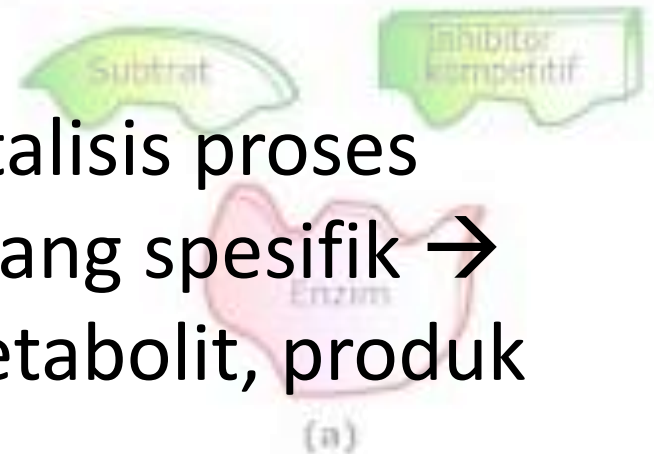 Subtrat
Inhibitor
kompetitif
talisis proses
ang spesifik →
Enzim
etabolit, produk
(a)